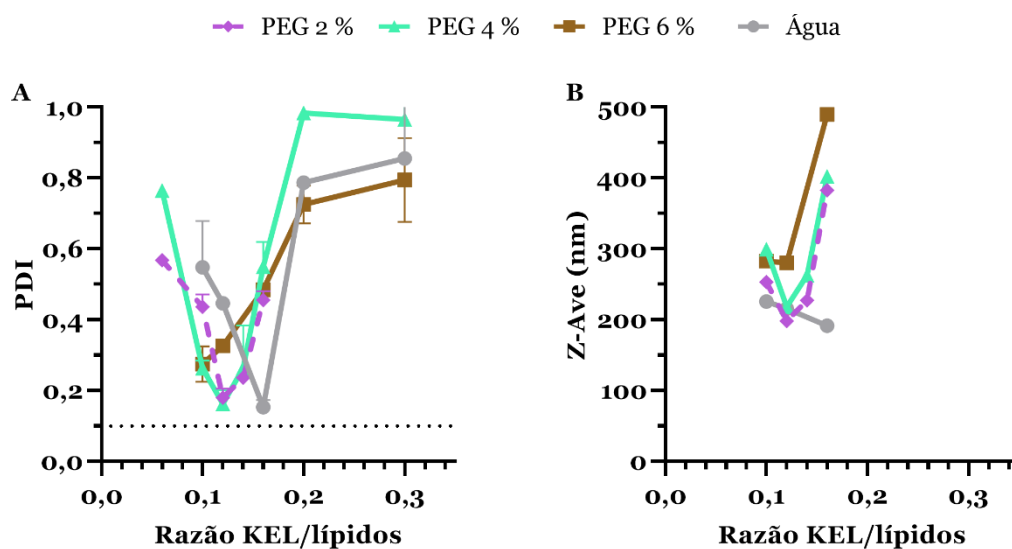 PEG 2 % PEG 4 % PEG 6 % Água
A
1,0
0,8
0,6
0,4
0,2
0,0
PDI
0,0 0,1 0,2 0,3
Razão KEL/lípidos
B
500
400
300
200
100
0
Z-Ave (nm)
0,0 0,1 0,2 0,3
Razão KEL/lípidos